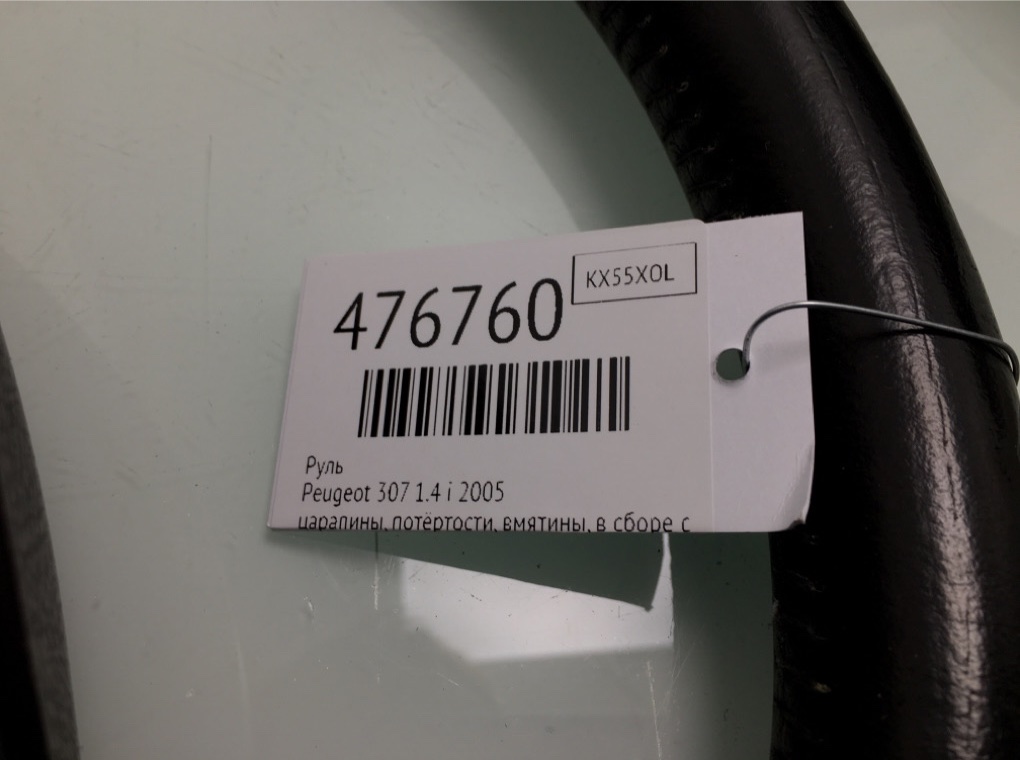 KX55XOL
476760
Руль
Peugeot 307 1.4 i 2005
царапины, потёртости, вмятины, в сборе с